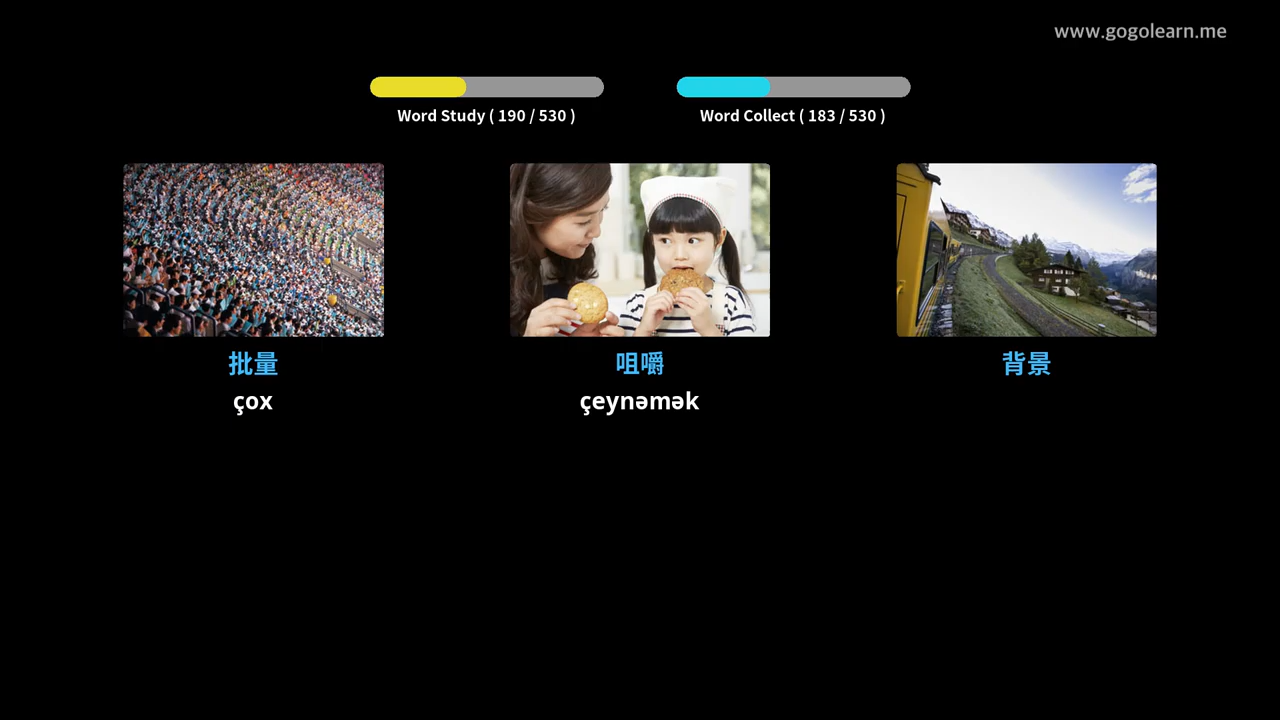 www.gogolearn.me
Word Study ( 190 / 530 )
Word Collect ( 183 / 530 )
批量
咀嚼
背景
çox
çeynəmək